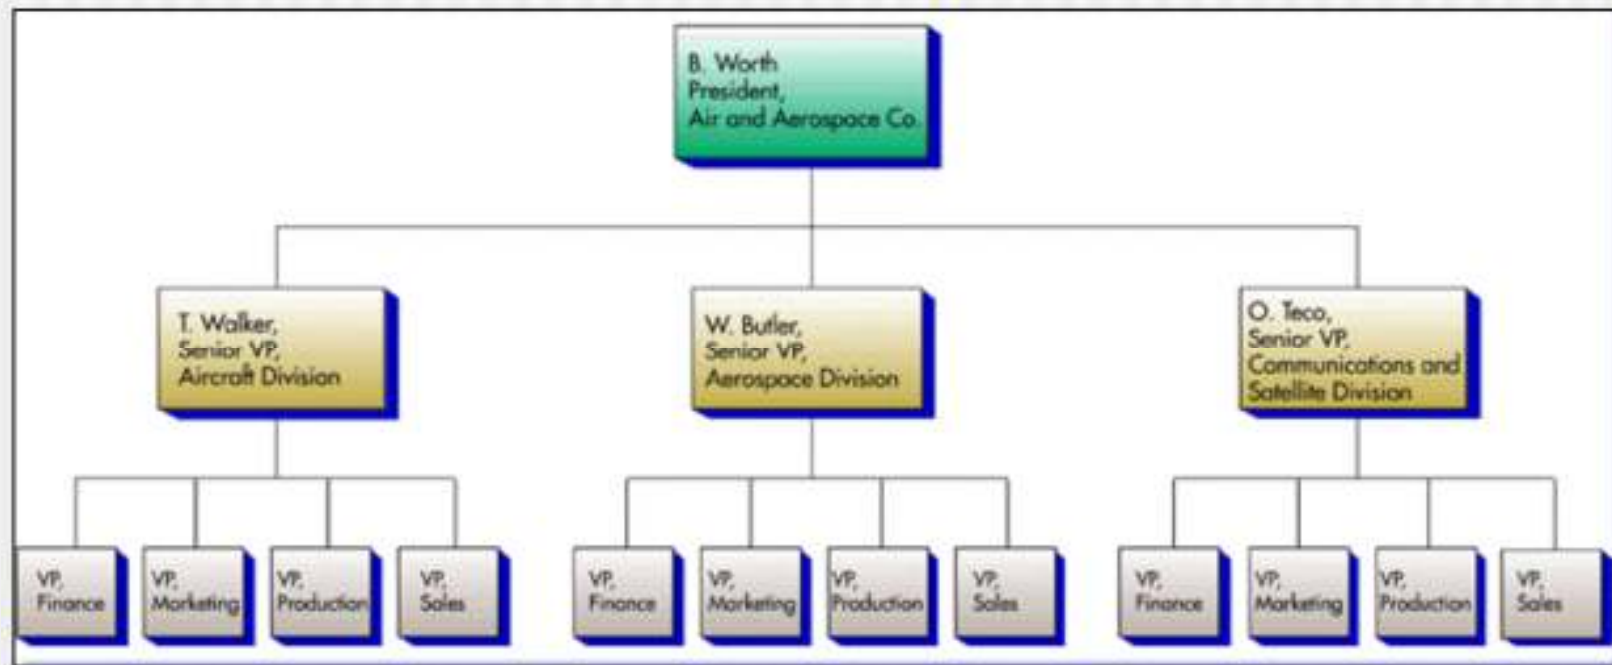 B. Worth
President,
Air and Aerospace Co.
T. Walker,
Senior VP,
Aircraft Division
W. Butler,
Senior VP,
Aerospace Division
O. Teco,
Senior VP,
Communications and
Satellite Division
VP,
Finance
VP,
Marketing
VP,
Production
VP,
Sales
VP,
Finance
VP,
Marketing
VP,
Production
VP,
Sales
VP,
Finance
VP,
Marketing
VP,
Production
VP,
Sales